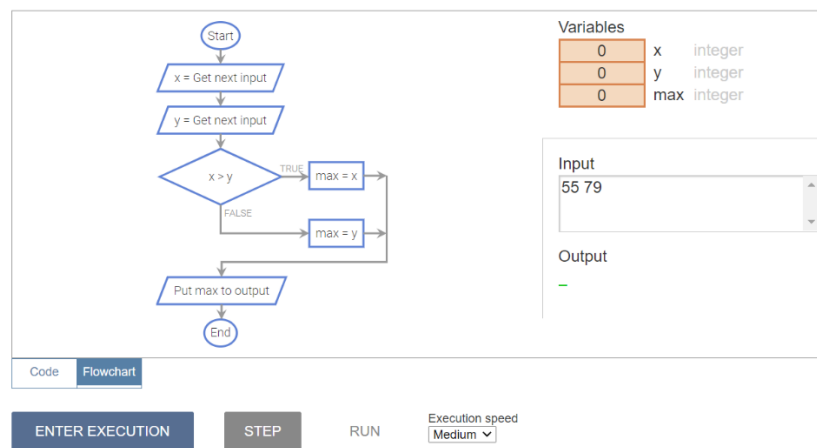 Start
x = Get next input
y = Get next input
x > y
TRUE
max = x
FALSE
max = y
Put max to output
End
Variables
0 x integer
0 y integer
0 max integer
Input
55 79
Output
Code Flowchart
ENTER EXECUTION STEP RUN
Execution speed
Medium